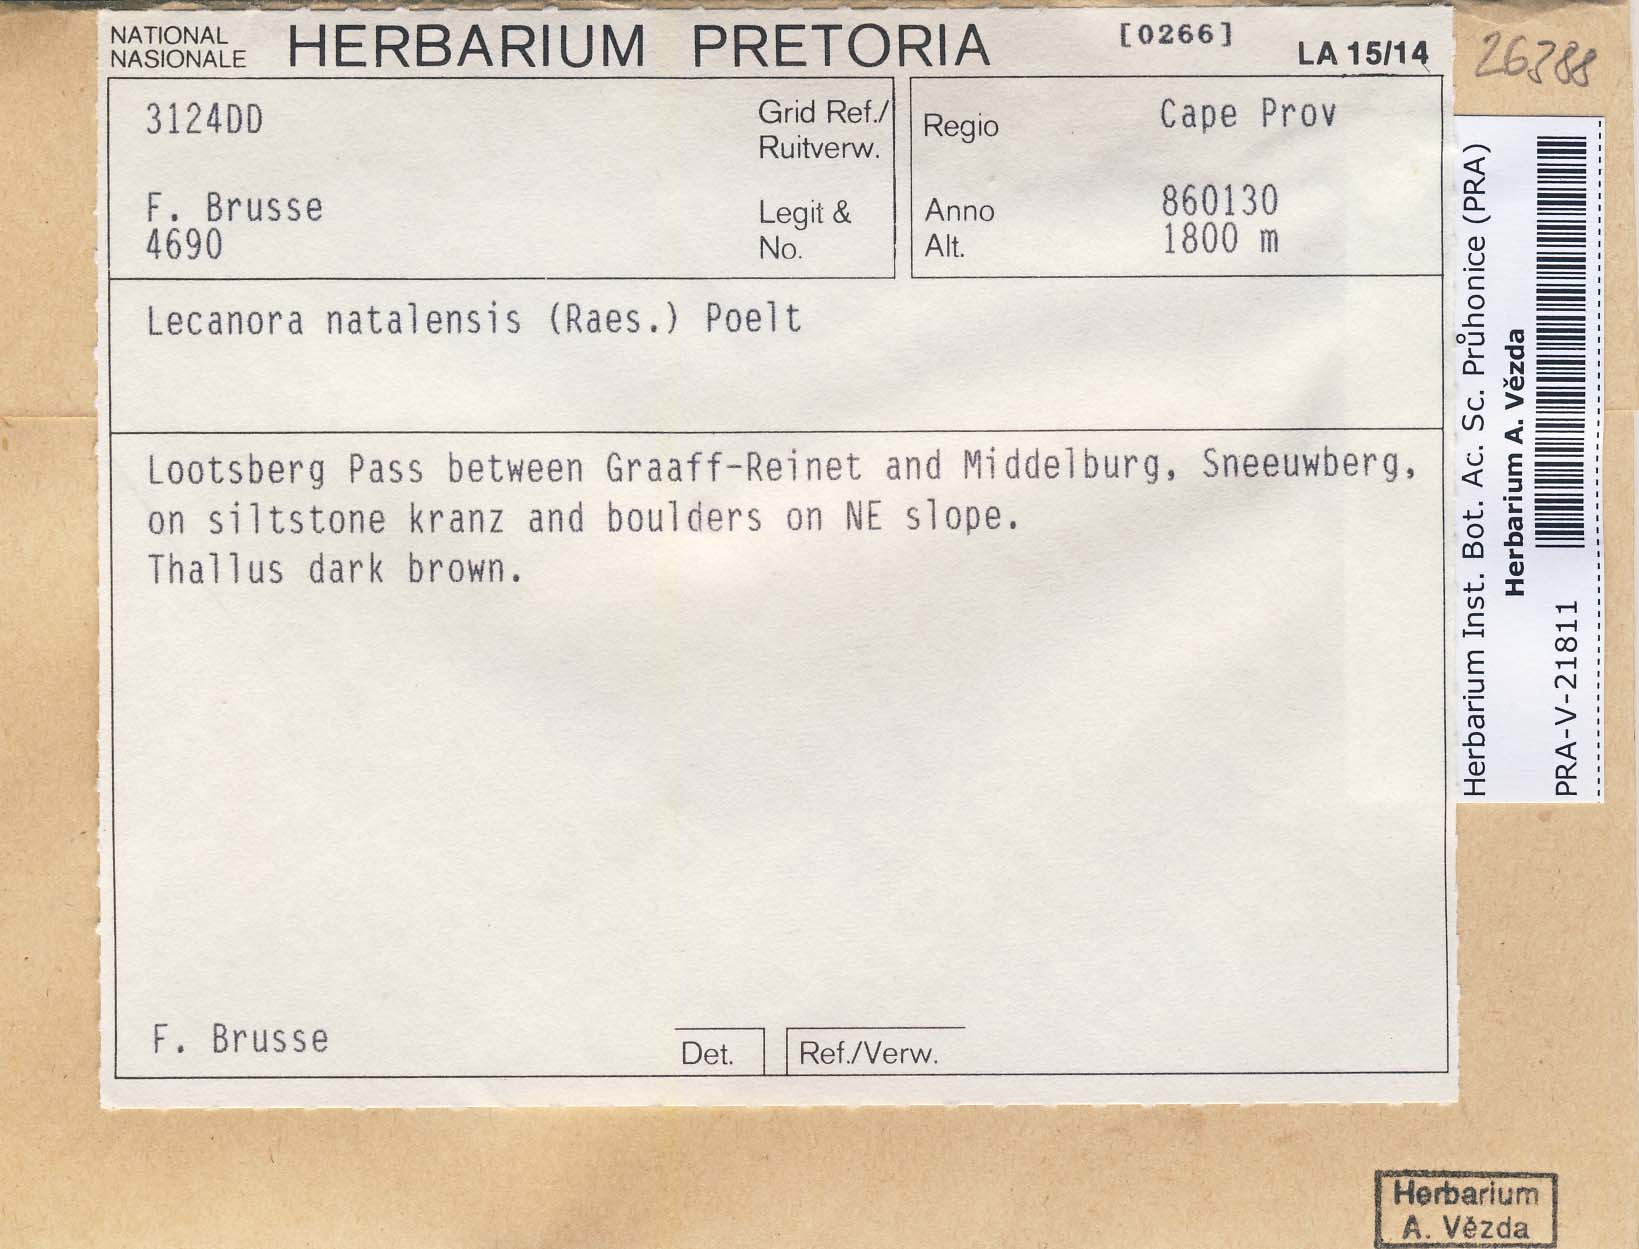 NATIONAL
NASIONALE
HERBARIUM PRETORIA
[0266]
LA 15/14
26388
3124DD
Grid Ref./
Ruitverw.
Regio
Cape Prov
F. Brusse
4690
Legit &
No.
Anno
860130
Alt.
1800 m
Lecanora natalensis (Raes.) Poelt
Lootsberg Pass between Graaff-Reinet and Middelburg, Sneeuwberg,
on siltstone kranz and boulders on NE slope.
Thallus dark brown.
F. Brusse
Det.
Ref./Verw.
Herbarium Inst. Bot. Ac. Sc. Průhonice (PRA)
Herbarium A. Vězda
PRA-V-21811
Herbarium
A. Vězda